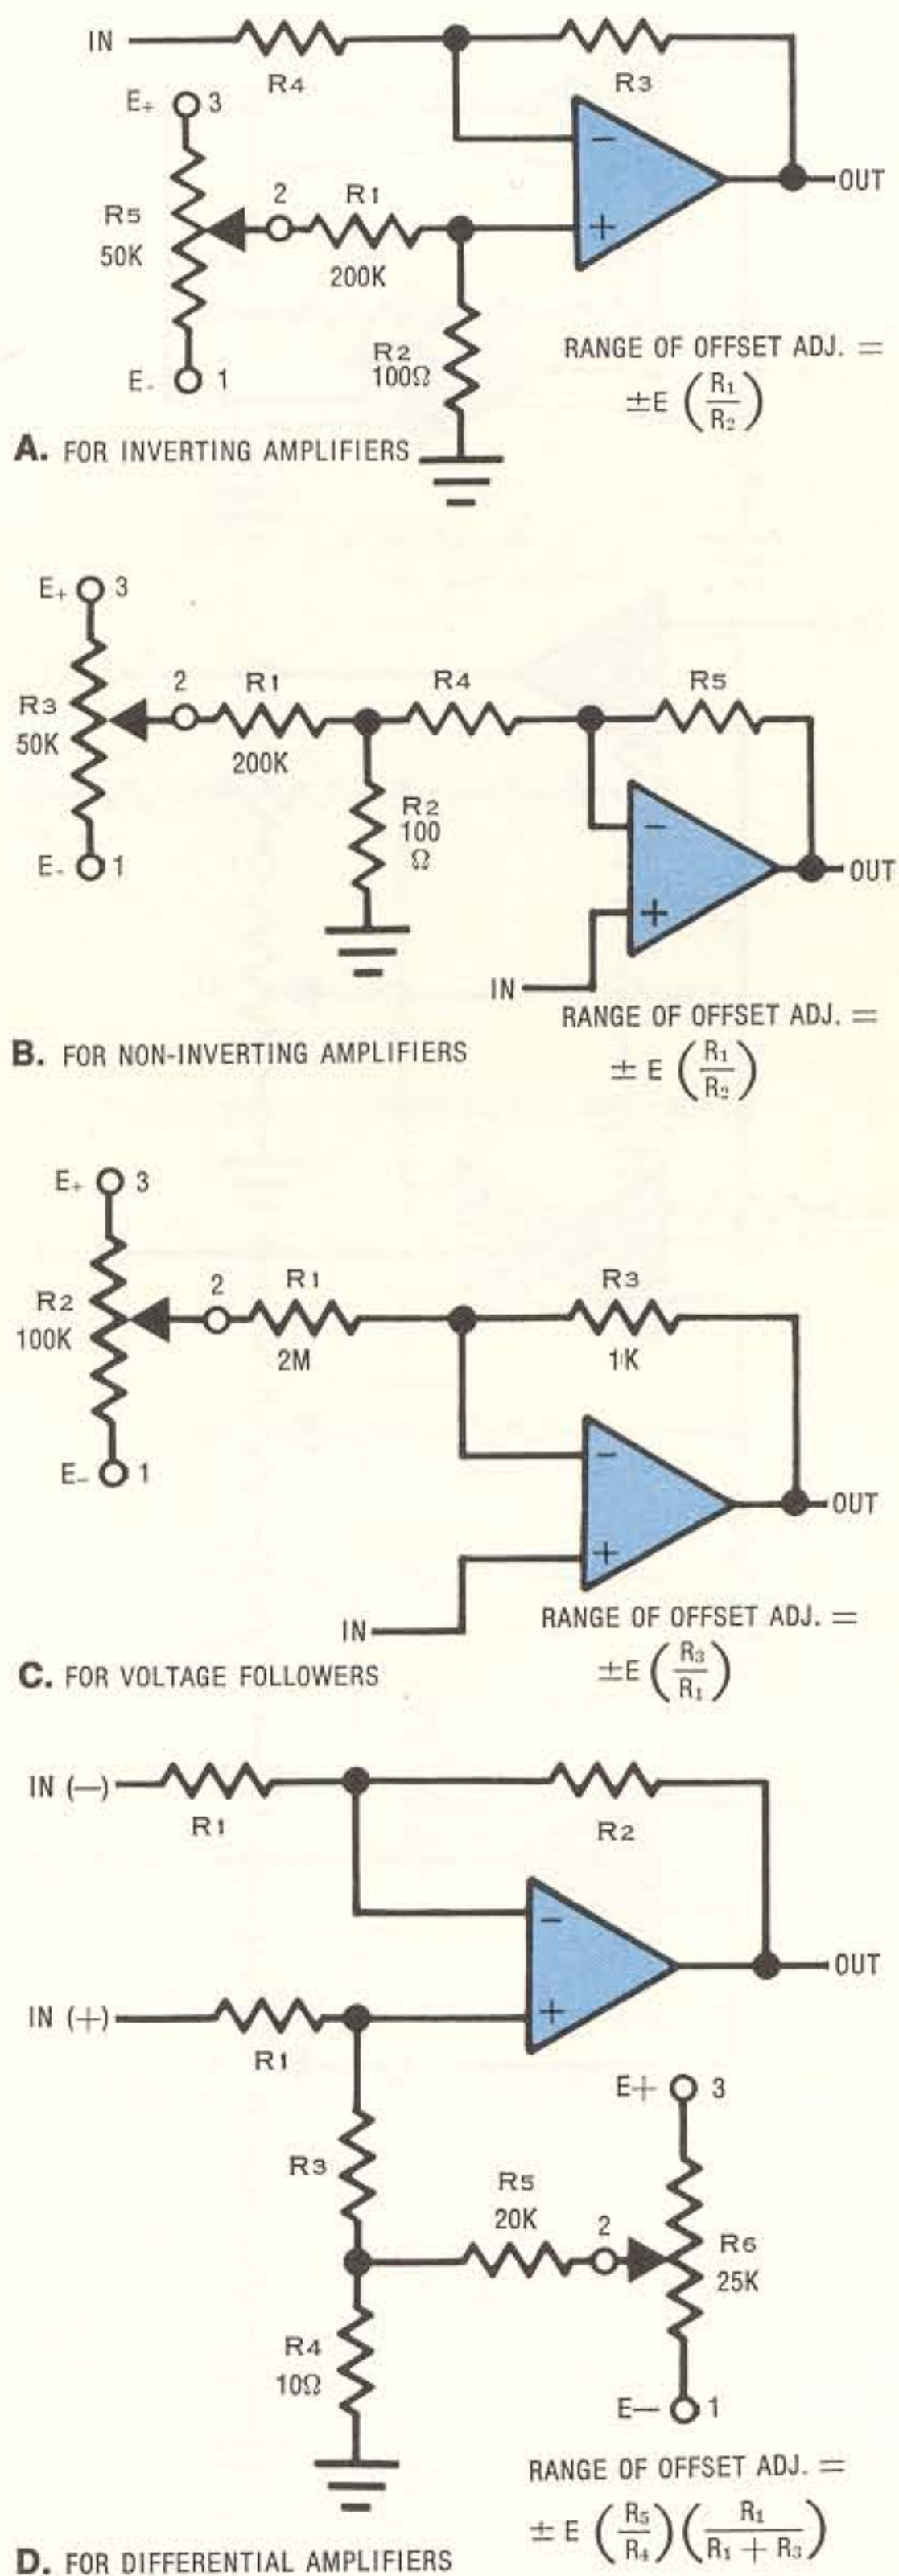 IN
R4
R3
E+ 3
R5
50K
2
R1
200K
- 
+
OUT
R2
100Ω
E- 1
RANGE OF OFFSET ADJ. =
±E (R1/R2)
A. FOR INVERTING AMPLIFIERS
E+ 3
R3
50K
2
R1
200K
R4
R5
R2
100
Ω
−
+
OUT
E- 1
IN
RANGE OF OFFSET ADJ. =
± E (R1/R2)
B. FOR NON-INVERTING AMPLIFIERS
E+ 3
R2
100K
2
R1
2M
R3
1K
−
+
OUT
E- 1
IN
RANGE OF OFFSET ADJ. =
±E (R3/R1)
C. FOR VOLTAGE FOLLOWERS
IN (—)
R1
R2
−
+
OUT
IN (+)
R1
E+ 3
R3
R5
20K
2
R6
25K
R4
10Ω
E— 1
RANGE OF OFFSET ADJ. =
± E (R5/R4) (R1/R1 + R3)
D. FOR DIFFERENTIAL AMPLIFIERS